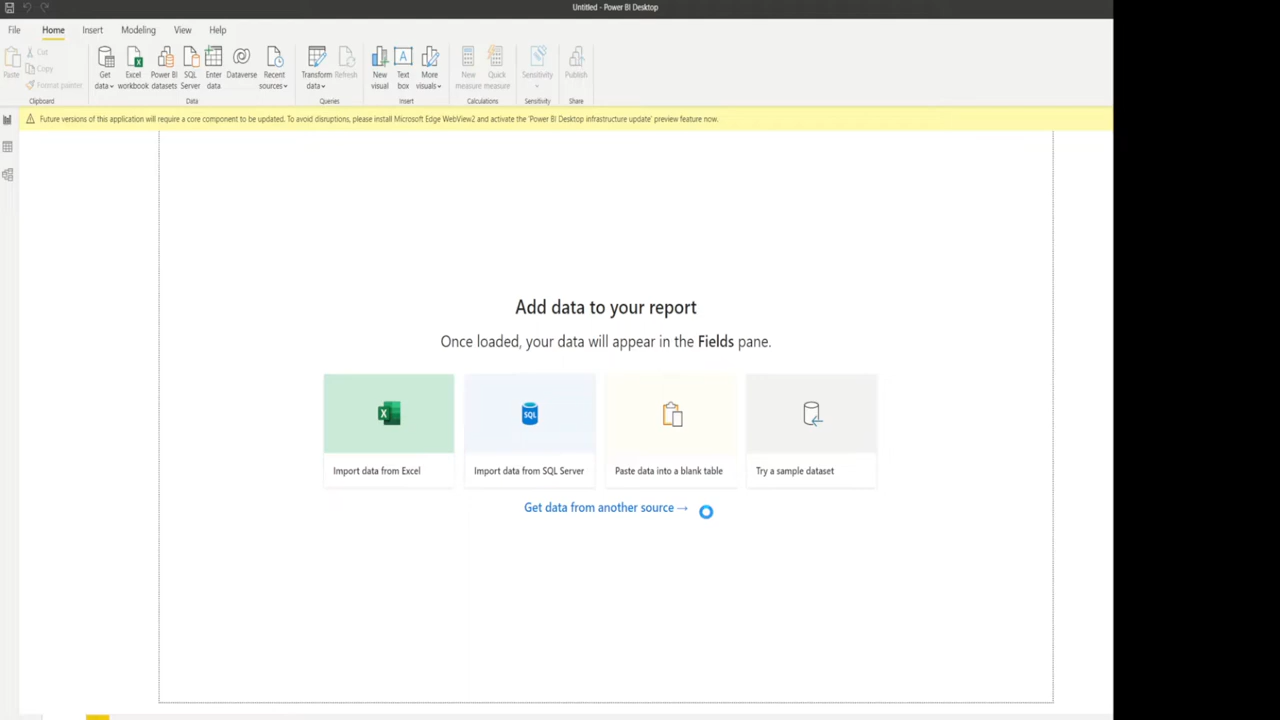 Untitled - Power BI Desktop
File Home Insert Modeling View Help
Paste
Cut
Copy
Format painter
Clipboard
Get data
Excel workbook
Power BI datasets
SQL Server
Enter data
Dataverse
Recent sources
Data
Transform data
Refresh
Queries
New visual
Text box
More visuals
Insert
New measure
Quick measure
Calculations
Sensitivity
Sensitivity
Publish
Share
Future versions of this application will require a core component to be updated. To avoid disruptions, please install Microsoft Edge WebView2 and activate the 'Power BI Desktop infrastructure update' preview feature now.
Add data to your report
Once loaded, your data will appear in the Fields pane.
X
SQL
Import data from Excel
Import data from SQL Server
Paste data into a blank table
Try a sample dataset
Get data from another source →